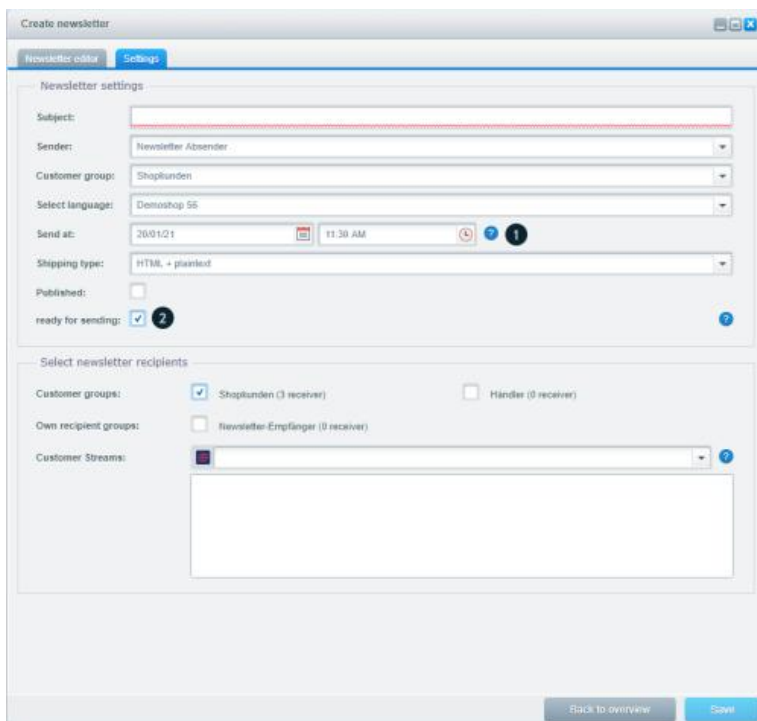 Create newsletter
Newsletter editor Settings
Newsletter settings
Subject:
Sender: Newsletter Absender
Customer group: Shopkunden
Select language: Demoshop 56
Send at: 20/01/21 11:30 AM ? 1
Shipping type: HTML + plaintext
Published:
ready for sending: 2 ?
Select newsletter recipients
Customer groups: Shopkunden (3 receiver) Händler (0 receiver)
Own recipient groups: Newsletter-Empfänger (0 receiver)
Customer Streams: ?
Back to overview Save